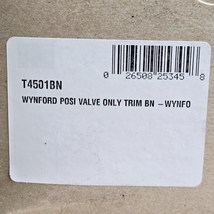 0 26508 25345 8
T4501BN
WYNFORD POSI VALVE ONLY TRIM BN -WYNFO